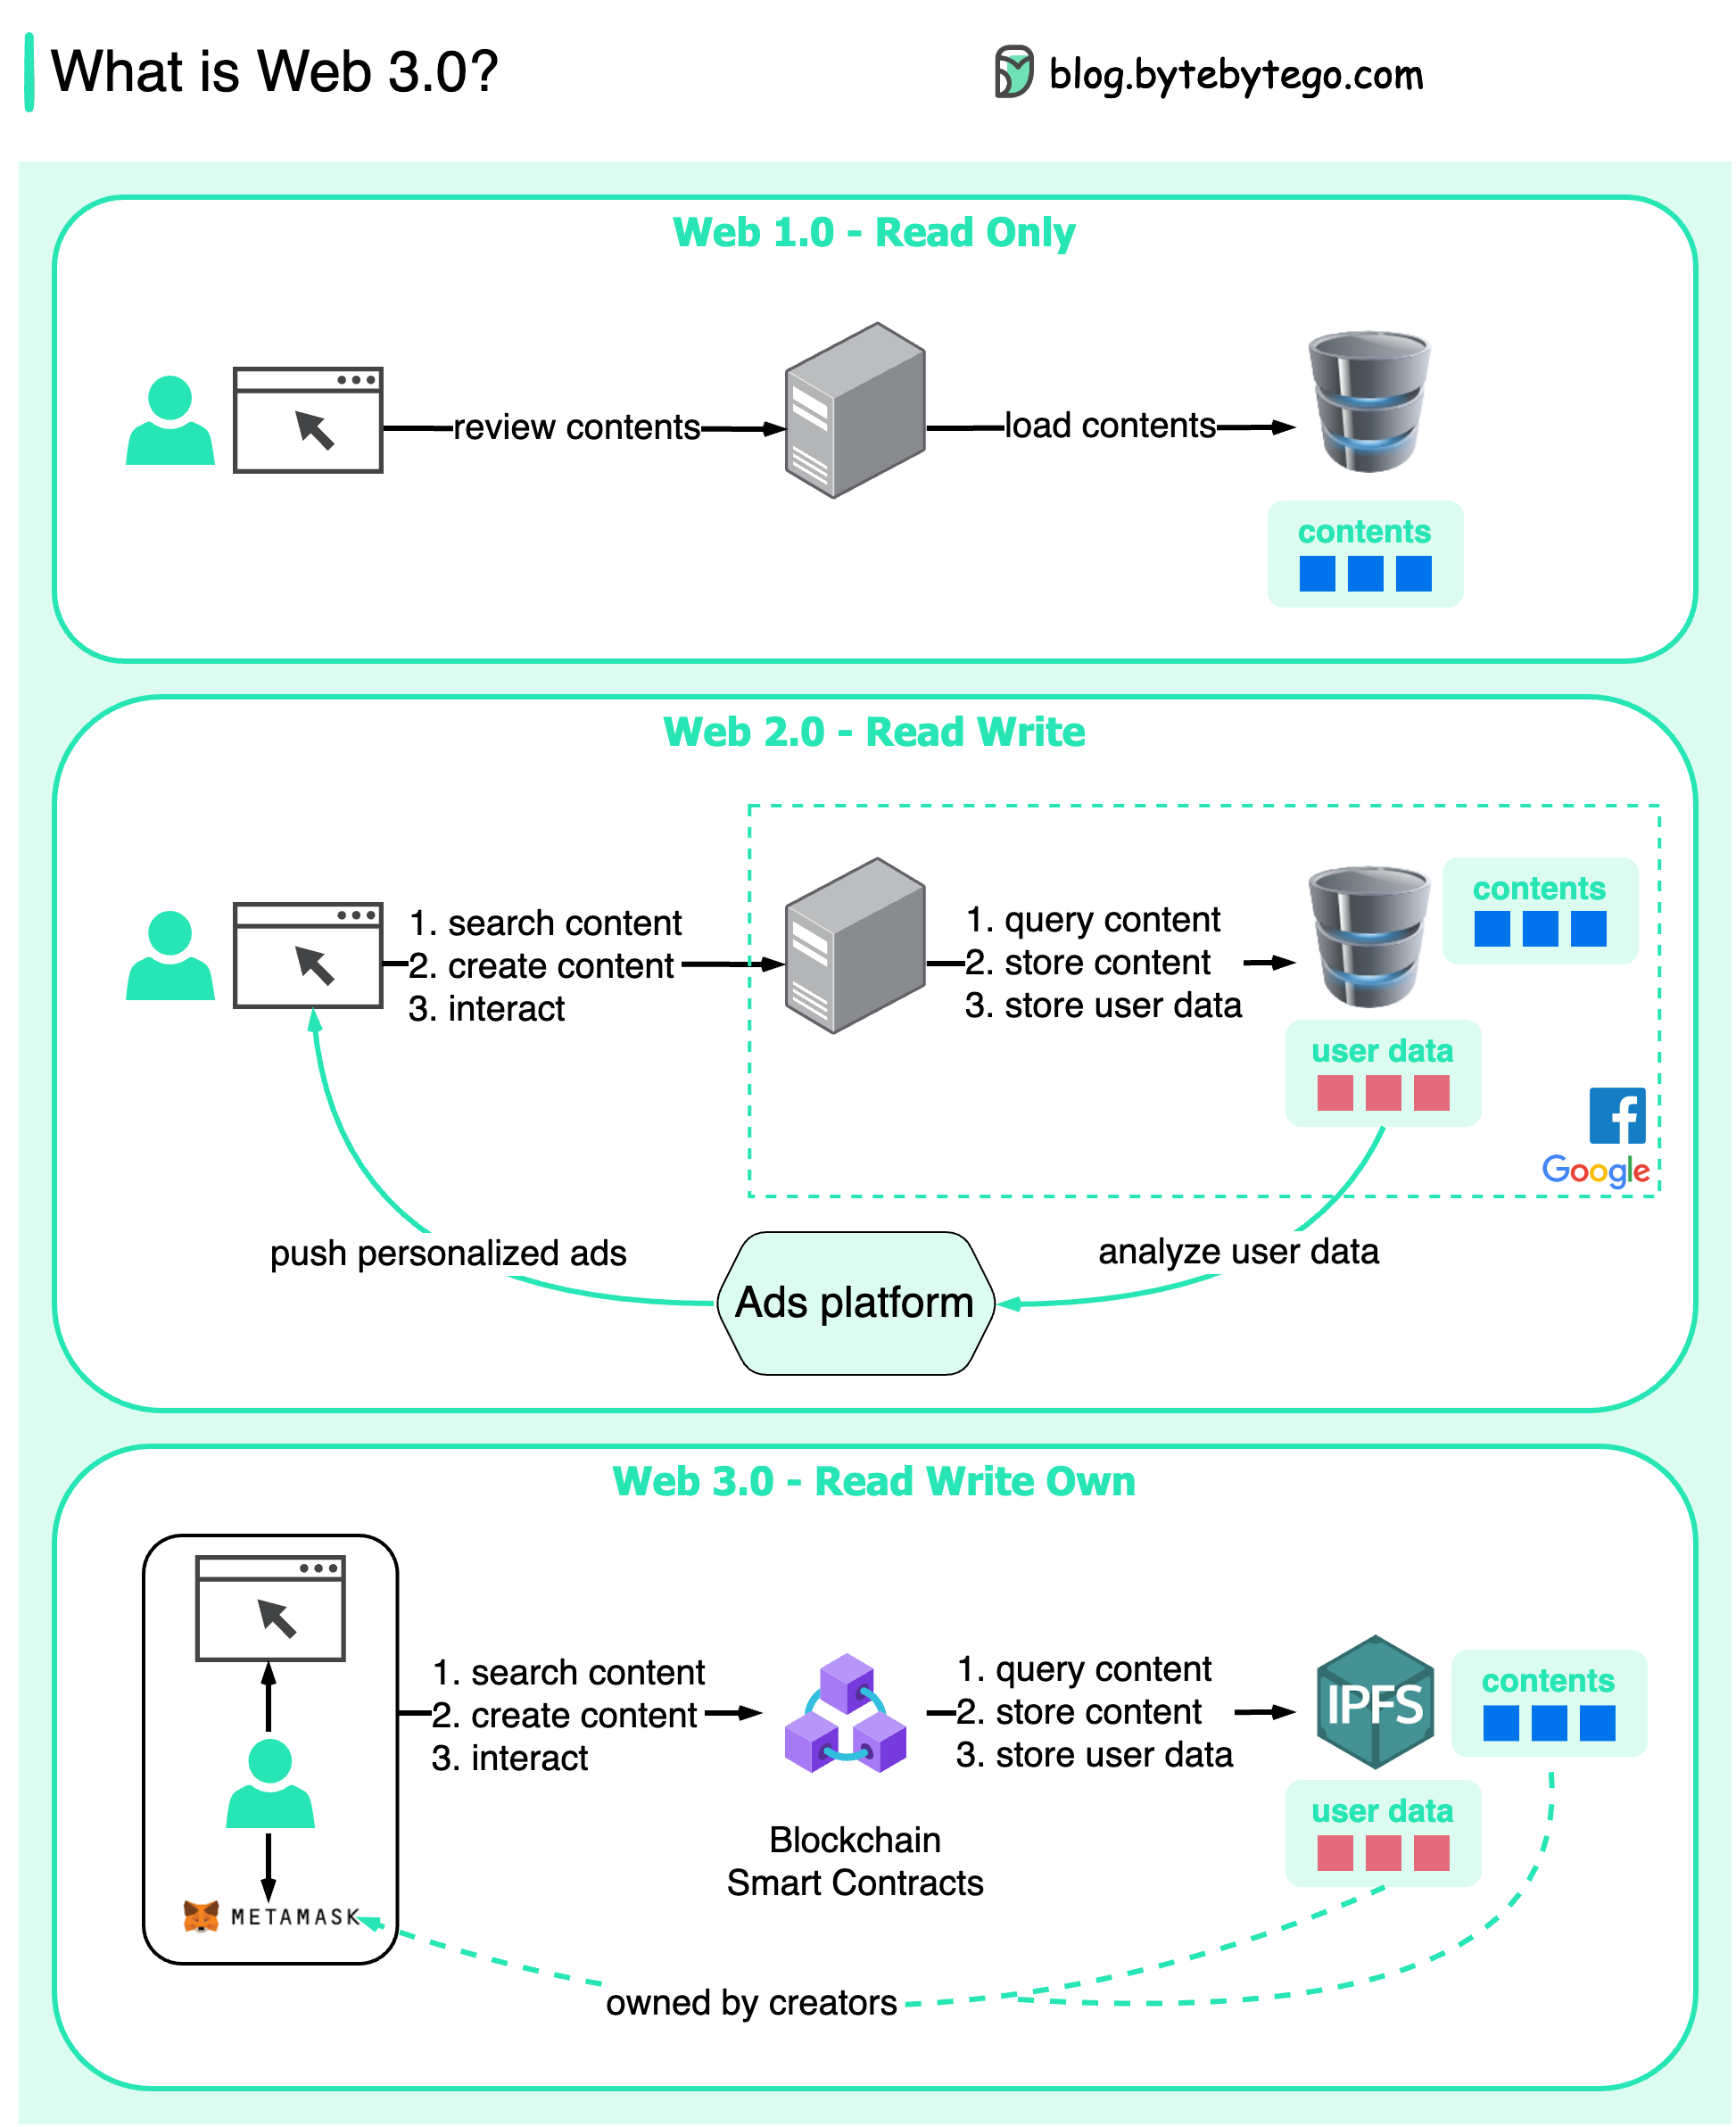 What is Web 3.0?
blog.bytebytego.com
Web 1.0 - Read Only
review contents
load contents
contents
Web 2.0 - Read Write
1. search content
2. create content
3. interact
1. query content
2. store content
3. store user data
contents
user data
Google
push personalized ads
analyze user data
Ads platform
Web 3.0 - Read Write Own
1. search content
2. create content
3. interact
1. query content
2. store content
3. store user data
IPFS
contents
user data
Blockchain
Smart Contracts
METAMASK
owned by creators